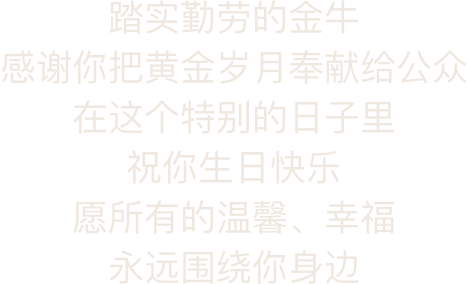 踏实勤劳的金牛
感谢你把黄金岁月奉献给公众
在这个特别的日子里
祝你生日快乐
愿所有的温馨、幸福
永远围绕你身边